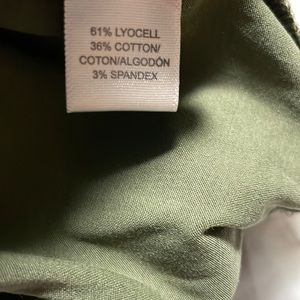 61% LYOCELL
36% COTTON/
COTON/ALGODÓN
3% SPANDEX